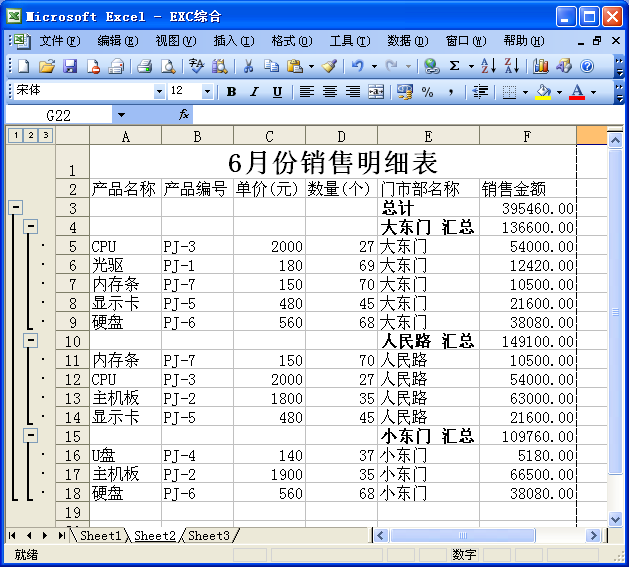 Microsoft Excel - EXC综合
文件(F) 编辑(E) 视图(V) 插入(I) 格式(O) 工具(T) 数据(D) 窗口(W) 帮助(H)
宋体 12 B I U
G22 fx
1 2 3 A B C D E F
1 6月份销售明细表
2 产品名称 产品编号 单价(元) 数量(个) 门市部名称 销售金额
3 总计 395460.00
4 大东门 汇总 136600.00
5 CPU PJ-3 2000 27 大东门 54000.00
6 光驱 PJ-1 180 69 大东门 12420.00
7 内存条 PJ-7 150 70 大东门 10500.00
8 显示卡 PJ-5 480 45 大东门 21600.00
9 硬盘 PJ-6 560 68 大东门 38080.00
10 人民路 汇总 149100.00
11 内存条 PJ-7 150 70 人民路 10500.00
12 CPU PJ-3 2000 27 人民路 54000.00
13 主机板 PJ-2 1800 35 人民路 63000.00
14 显示卡 PJ-5 480 45 人民路 21600.00
15 小东门 汇总 109760.00
16 U盘 PJ-4 140 37 小东门 5180.00
17 主机板 PJ-2 1900 35 小东门 66500.00
18 硬盘 PJ-6 560 68 小东门 38080.00
19
Sheet1 Sheet2 Sheet3
就绪 数字